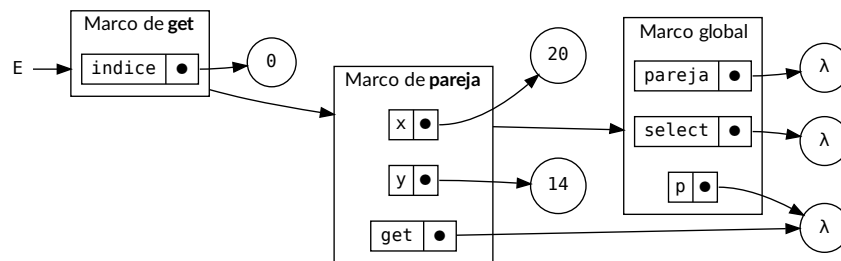 E
Marco de get
indice
0
Marco de pareja
x
20
y
14
get
Marco global
pareja
λ
select
λ
p
λ